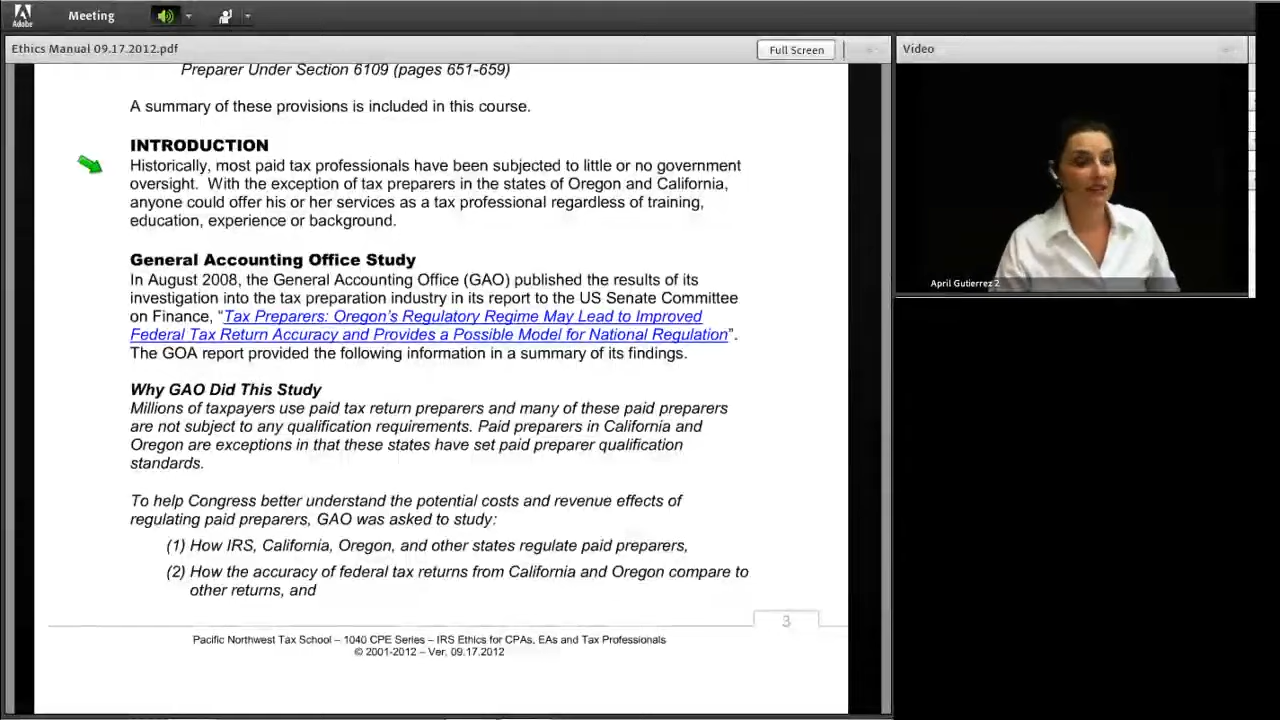 Adobe
Meeting
Ethics Manual 09.17.2012.pdf
Full Screen
Video
Preparer Under Section 6109 (pages 651-659)
A summary of these provisions is included in this course.
INTRODUCTION
Historically, most paid tax professionals have been subjected to little or no government
oversight. With the exception of tax preparers in the states of Oregon and California,
anyone could offer his or her services as a tax professional regardless of training,
education, experience or background.
General Accounting Office Study
In August 2008, the General Accounting Office (GAO) published the results of its
investigation into the tax preparation industry in its report to the US Senate Committee
on Finance, “Tax Preparers: Oregon’s Regulatory Regime May Lead to Improved
Federal Tax Return Accuracy and Provides a Possible Model for National Regulation”.
The GOA report provided the following information in a summary of its findings.
Why GAO Did This Study
Millions of taxpayers use paid tax return preparers and many of these paid preparers
are not subject to any qualification requirements. Paid preparers in California and
Oregon are exceptions in that these states have set paid preparer qualification
standards.
To help Congress better understand the potential costs and revenue effects of
regulating paid preparers, GAO was asked to study:
(1) How IRS, California, Oregon, and other states regulate paid preparers,
(2) How the accuracy of federal tax returns from California and Oregon compare to
other returns, and
3
Pacific Northwest Tax School – 1040 CPE Series – IRS Ethics for CPAs, EAs and Tax Professionals
© 2001-2012 – Ver. 09.17.2012
April Gutierrez 2